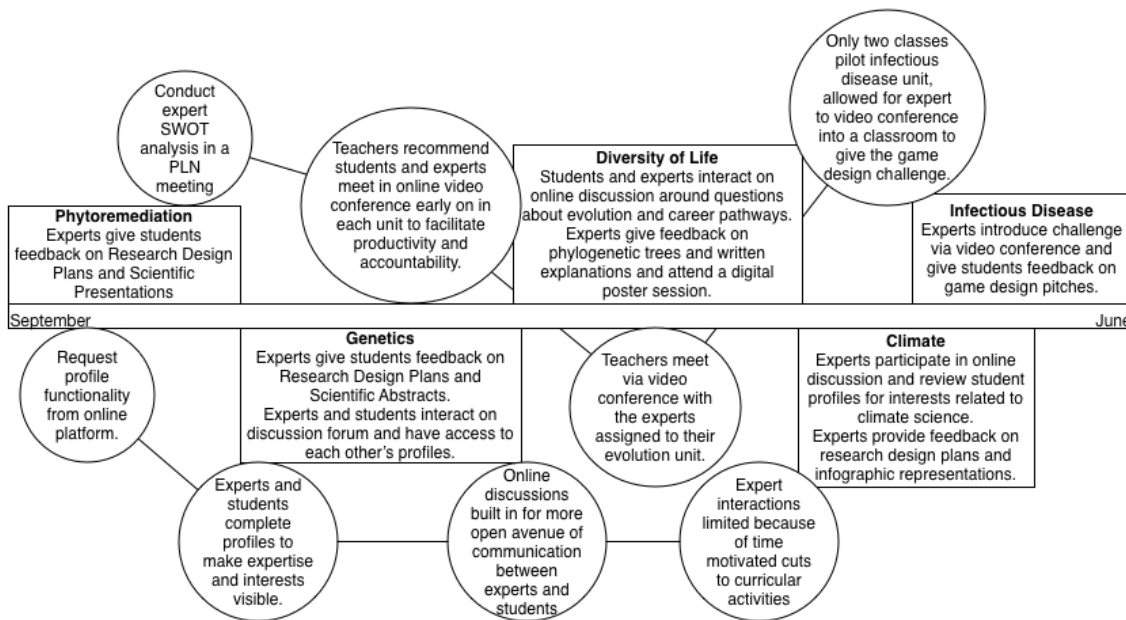 Conduct
expert
SWOT
analysis in a
PLN
meeting
Teachers recommend
students and experts
meet in online video
conference early on in
each unit to facilitate
productivity and
accountability.
Only two classes
pilot infectious
disease unit,
allowed for expert
to video conference
into a classroom to
give the game
design challenge.
Phytoremediation
Experts give students
feedback on Research Design
Plans and Scientific
Presentations
Diversity of Life
Students and experts interact on
online discussion around questions
about evolution and career pathways.
Experts give feedback on
phylogenetic trees and written
explanations and attend a digital
poster session.
Infectious Disease
Experts introduce challenge
via video conference and
give students feedback on
game design pitches.
September
June
Request
profile
functionality
from online
platform.
Genetics
Experts give students feedback on
Research Design Plans and
Scientific Abstracts.
Experts and students interact on
discussion forum and have access to
each other's profiles.
Teachers meet
via video
conference with
the experts
assigned to their
evolution unit.
Climate
Experts participate in online
discussion and review student
profiles for interests related to
climate science.
Experts provide feedback on
research design plans and
infographic representations.
Experts and
students
complete
profiles to
make expertise
and interests
visible.
Online
discussions
built in for more
open avenue of
communication
between
experts and
students
Expert
interactions
limited because
of time
motivated cuts
to curricular
activities